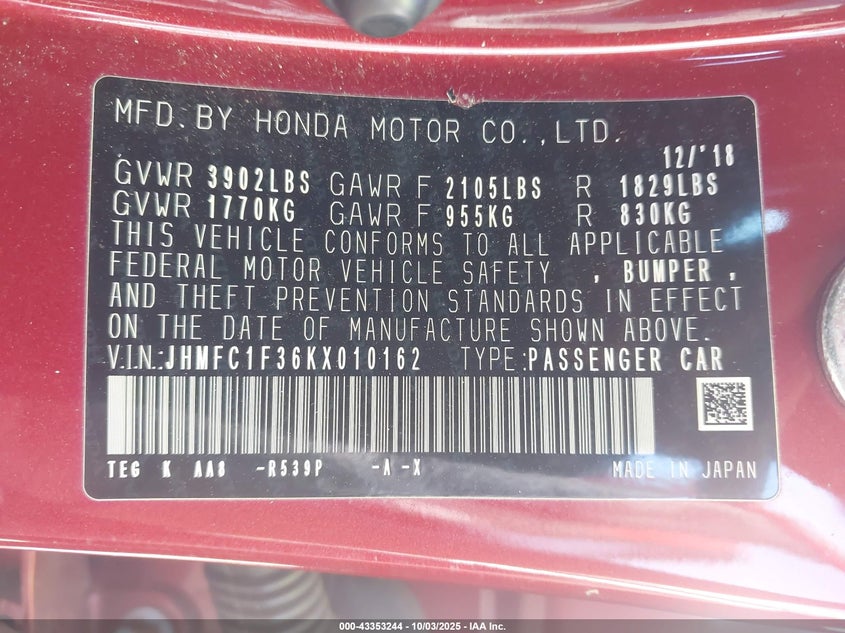 MFD. BY HONDA MOTOR CO., LTD.
12/'18
GVWR 3902LBS GAWR F 2105LBS R 1829LBS
GVWR 1770KG GAWR F 955KG R 830KG
THIS VEHICLE CONFORMS TO ALL APPLICABLE
FEDERAL MOTOR VEHICLE SAFETY , BUMPER ,
AND THEFT PREVENTION STANDARDS IN EFFECT
ON THE DATE OF MANUFACTURE SHOWN ABOVE.
VIN:JHMFC1F36KX010162 TYPE:PASSENGER CAR
TEG K AA8 -R539P -A -X MADE IN JAPAN
000-43353244 - 10/03/2025 - IAA Inc.